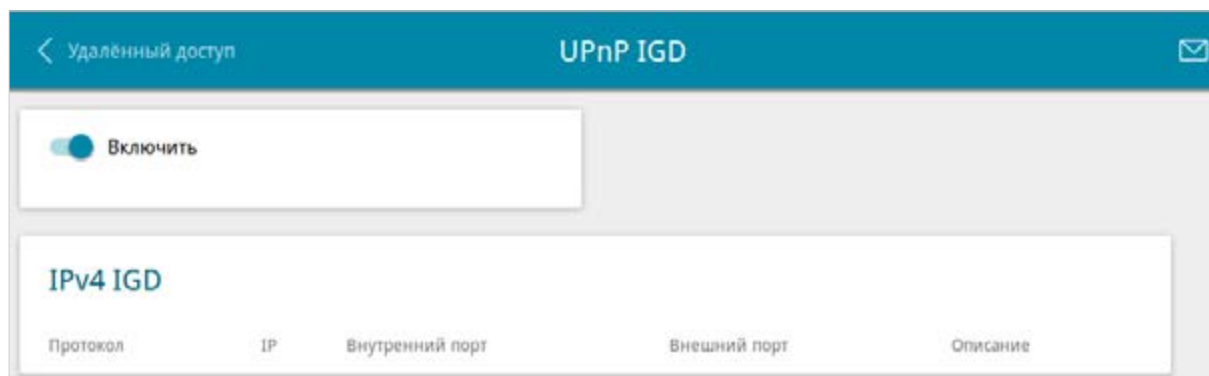 Удалённый доступ UPnP IGD
Включить
IPv4 IGD
Протокол IP Внутренний порт Внешний порт Описание